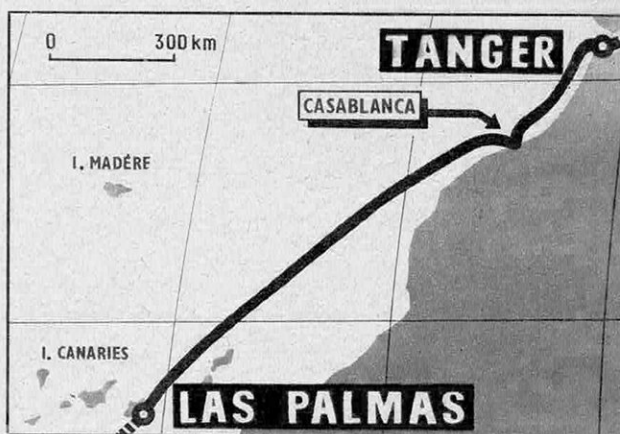 0 300 km
TANGER
CASABLANCA
I. MADÈRE
I. CANARIES
LAS PALMAS